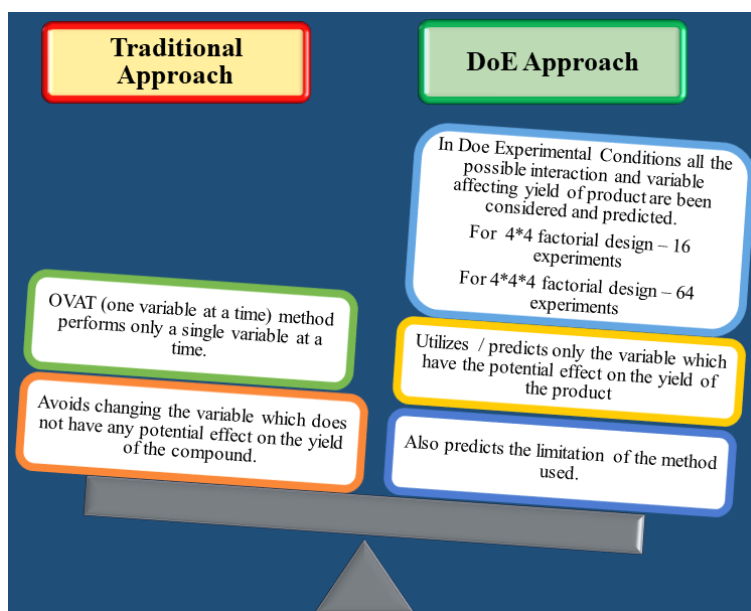 Traditional
Approach
OVAT (one variable at a time) method
performs only a single variable at a
time.
Avoids changing the variable which does
not have any potential effect on the yield
of the compound.
DoE Approach
In Doe Experimental Conditions all the
possible interaction and variable
affecting yield of product are been
considered and predicted.
For 4*4 factorial design – 16
experiments
For 4*4*4 factorial design – 64
experiments
Utilizes / predicts only the variable which
have the potential effect on the yield of
the product
Also predicts the limitation of the method
used.